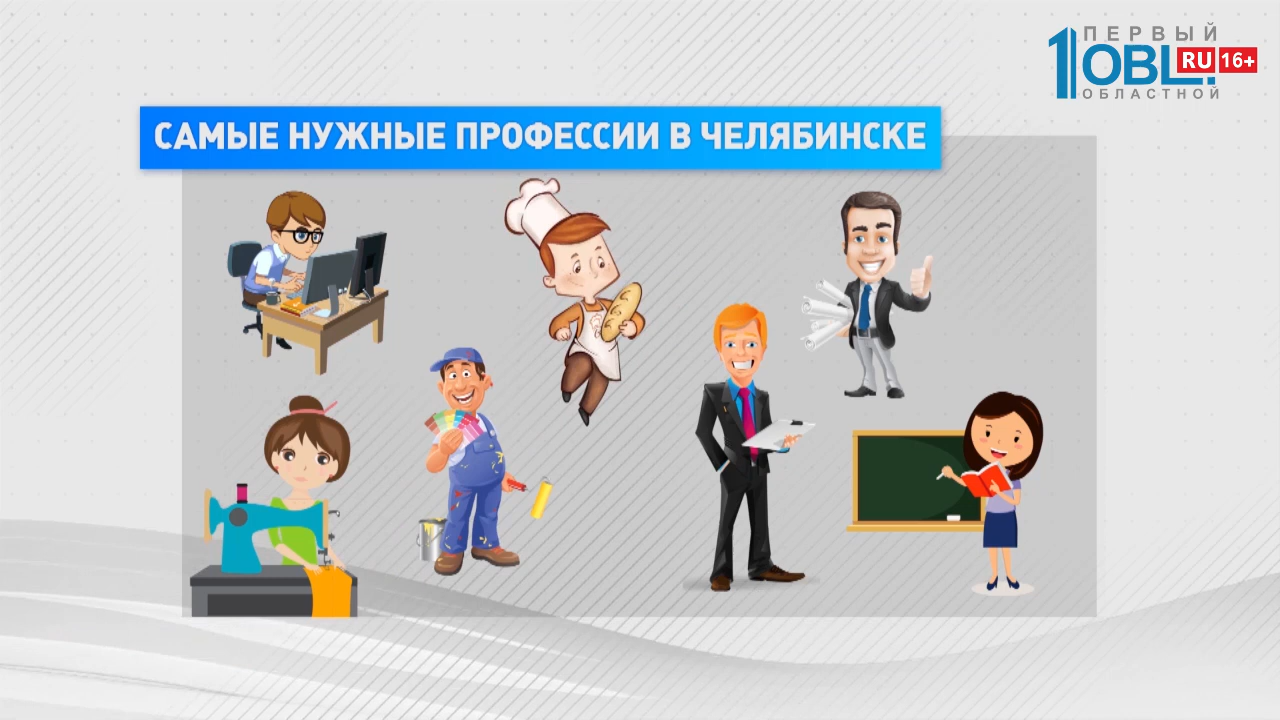 ПЕРВЫЙ
1OBL.RU 16+
ОБЛАСТНОЙ
САМЫЕ НУЖНЫЕ ПРОФЕССИИ В ЧЕЛЯБИНСКЕ